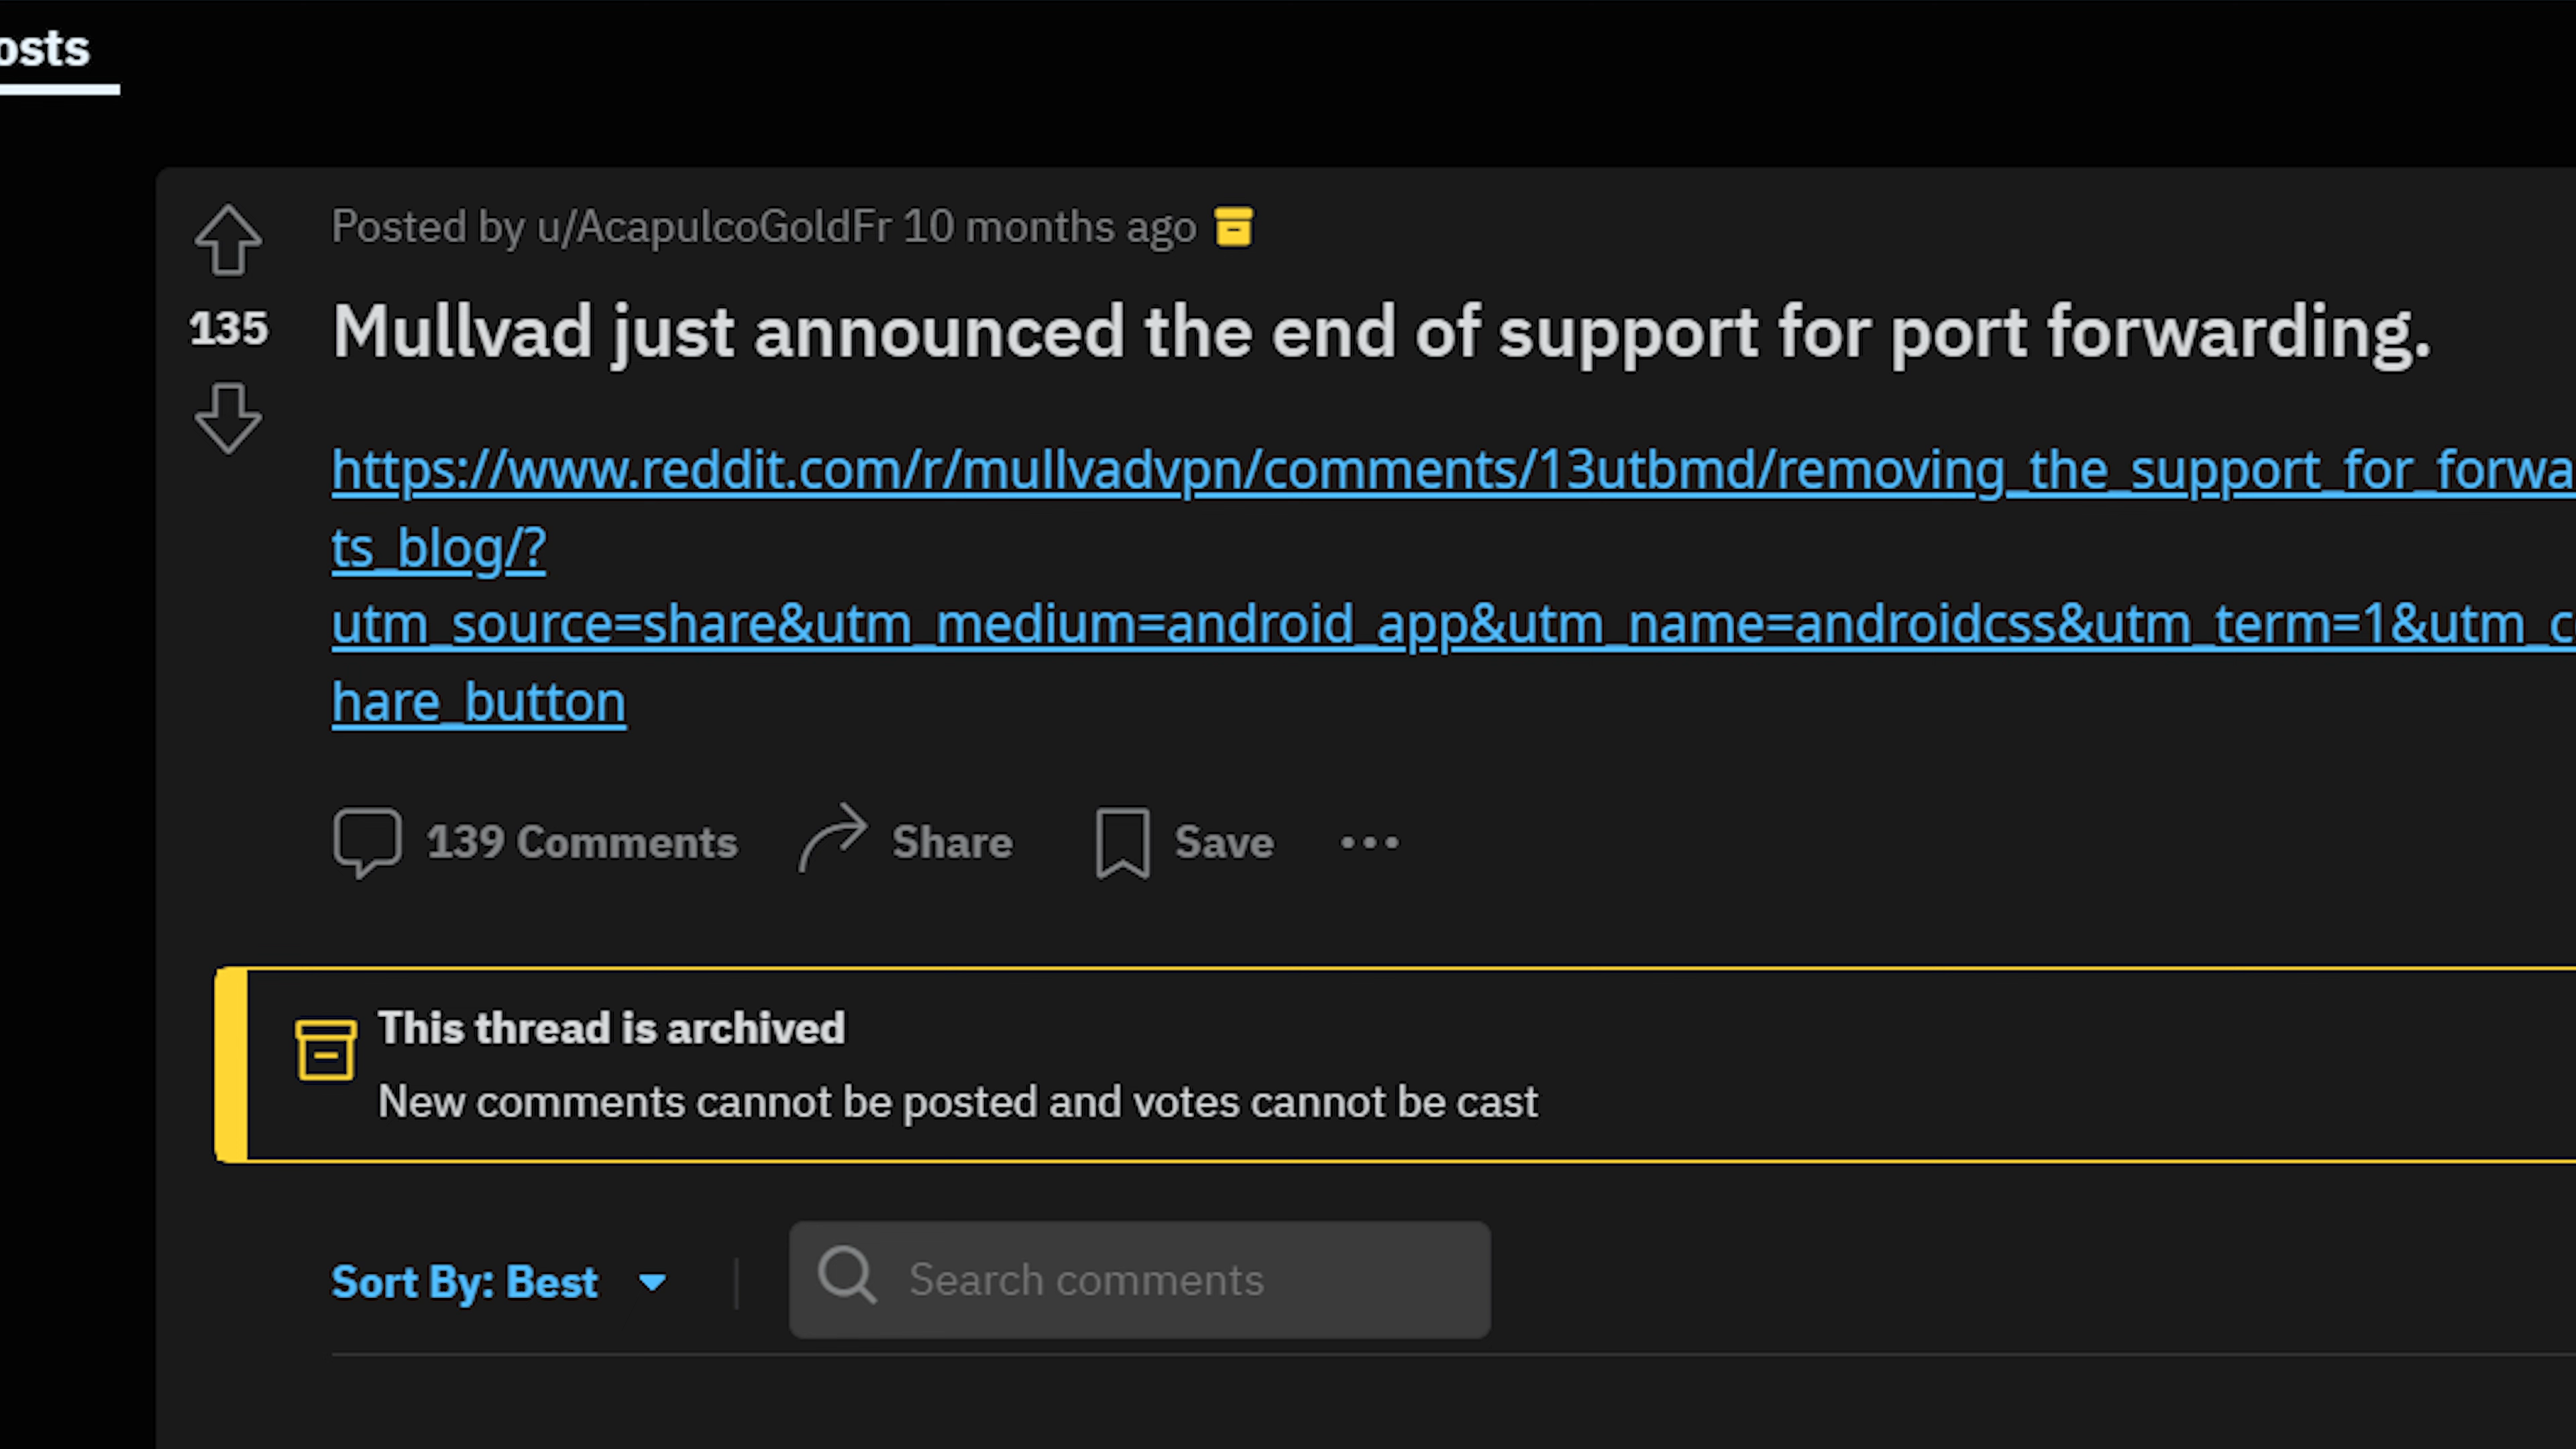 osts
Posted by u/AcapulcoGoldFr 10 months ago
135
Mullvad just announced the end of support for port forwarding.
https://www.reddit.com/r/mullvadvpn/comments/13utbmd/removing_the_support_for_forwa
ts_blog/?
utm_source=share&utm_medium=android_app&utm_name=androidcss&utm_term=1&utm_c
hare_button
139 Comments Share Save
This thread is archived
New comments cannot be posted and votes cannot be cast
Sort By: Best Search comments